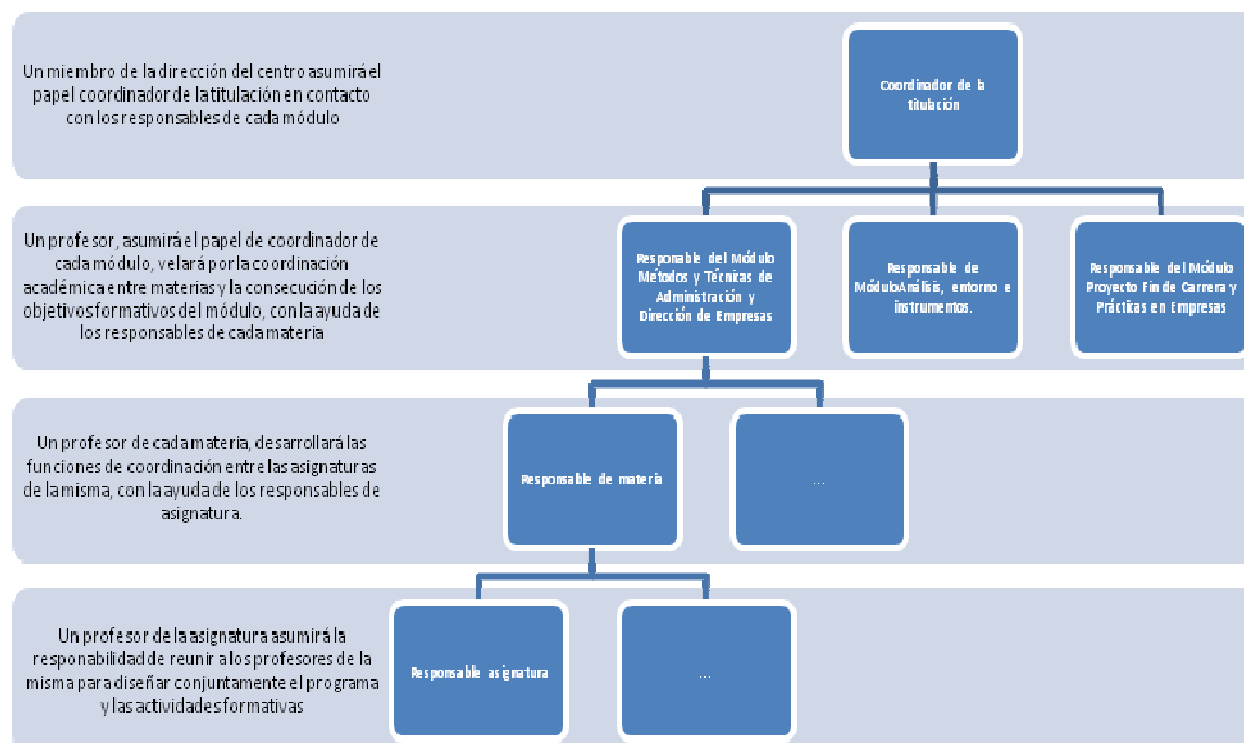 Un miembro de la dirección del centro asumirá el
papel coordinador de la titulación en contacto
con los responsables de cada módulo
Coordinador de la
titulación
Un profesor, asumirá el papel de coordinador de
cada módulo, velará por la coordinación
académica entre materias y la consecución de los
objetivos formativos del módulo, con la ayuda de
los responsables de cada materia
Responable del Módulo
Métodos y Técnicas de
Administración y
Dirección de Empresas
Responsable de
MóduloAnálisis, entorno e
instrumentos.
Responsable del Módulo
Proyecto Fin de Carrera y
Prácticas en Empresas
Un profesor de cada materia, desarrollará las
funciones de coordinación entre las asignaturas
de la misma, con la ayuda de los responsables de
asignatura.
Responsable de materia
...
Un profesor de la asignatura asumirá la
responabilidad de reunir a los profesores de la
misma para diseñar conjuntamente el programa
y las actividades formativas
Responsable asignatura
...